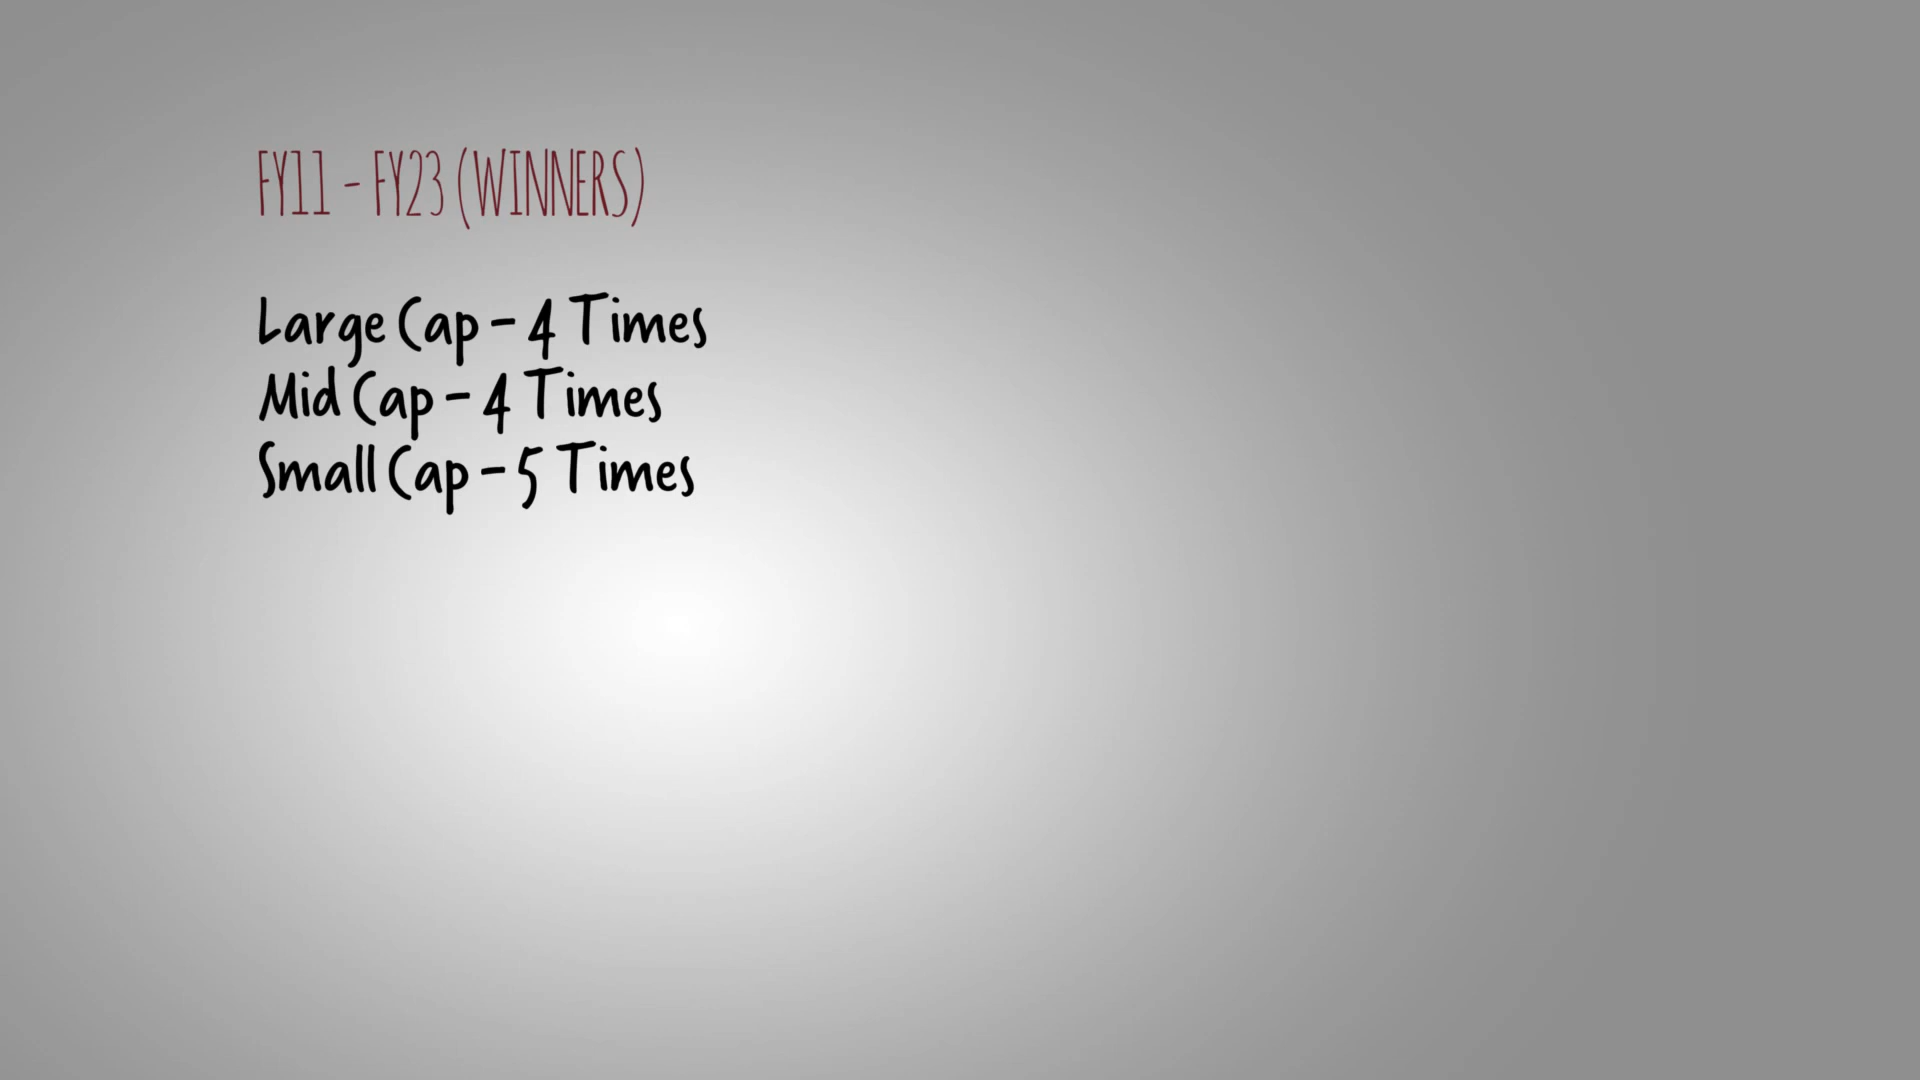 FY11 - FY23 (WINNERS)
Large Cap - 4 Times
Mid Cap - 4 Times
Small Cap - 5 Times